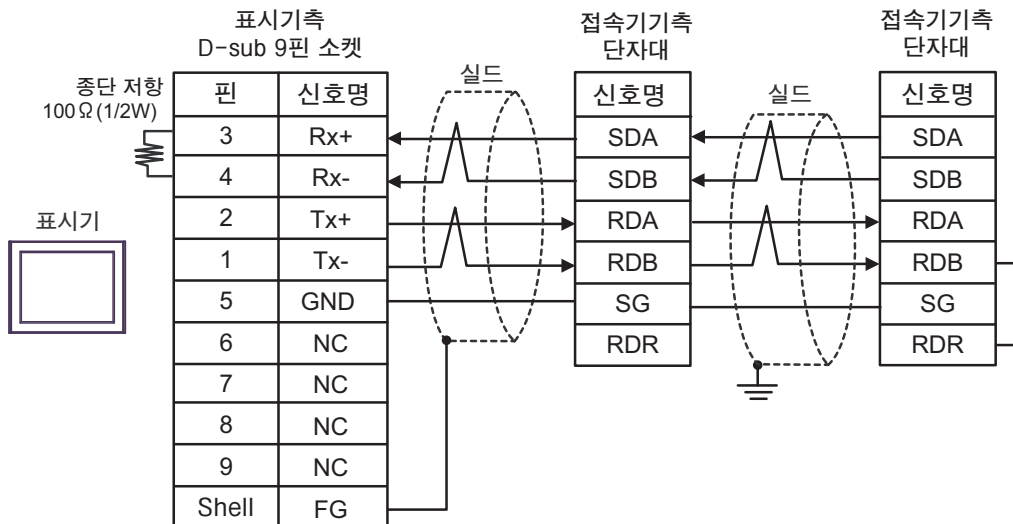 표시기측
D-sub 9핀 소켓
접속기기측
단자대
접속기기측
단자대
종단 저항
100Ω(1/2W)
실드
실드
표시기
핀 신호명
3 Rx+
4 Rx-
2 Tx+
1 Tx-
5 GND
6 NC
7 NC
8 NC
9 NC
Shell FG
신호명
SDA
SDB
RDA
RDB
SG
RDR
신호명
SDA
SDB
RDA
RDB
SG
RDR